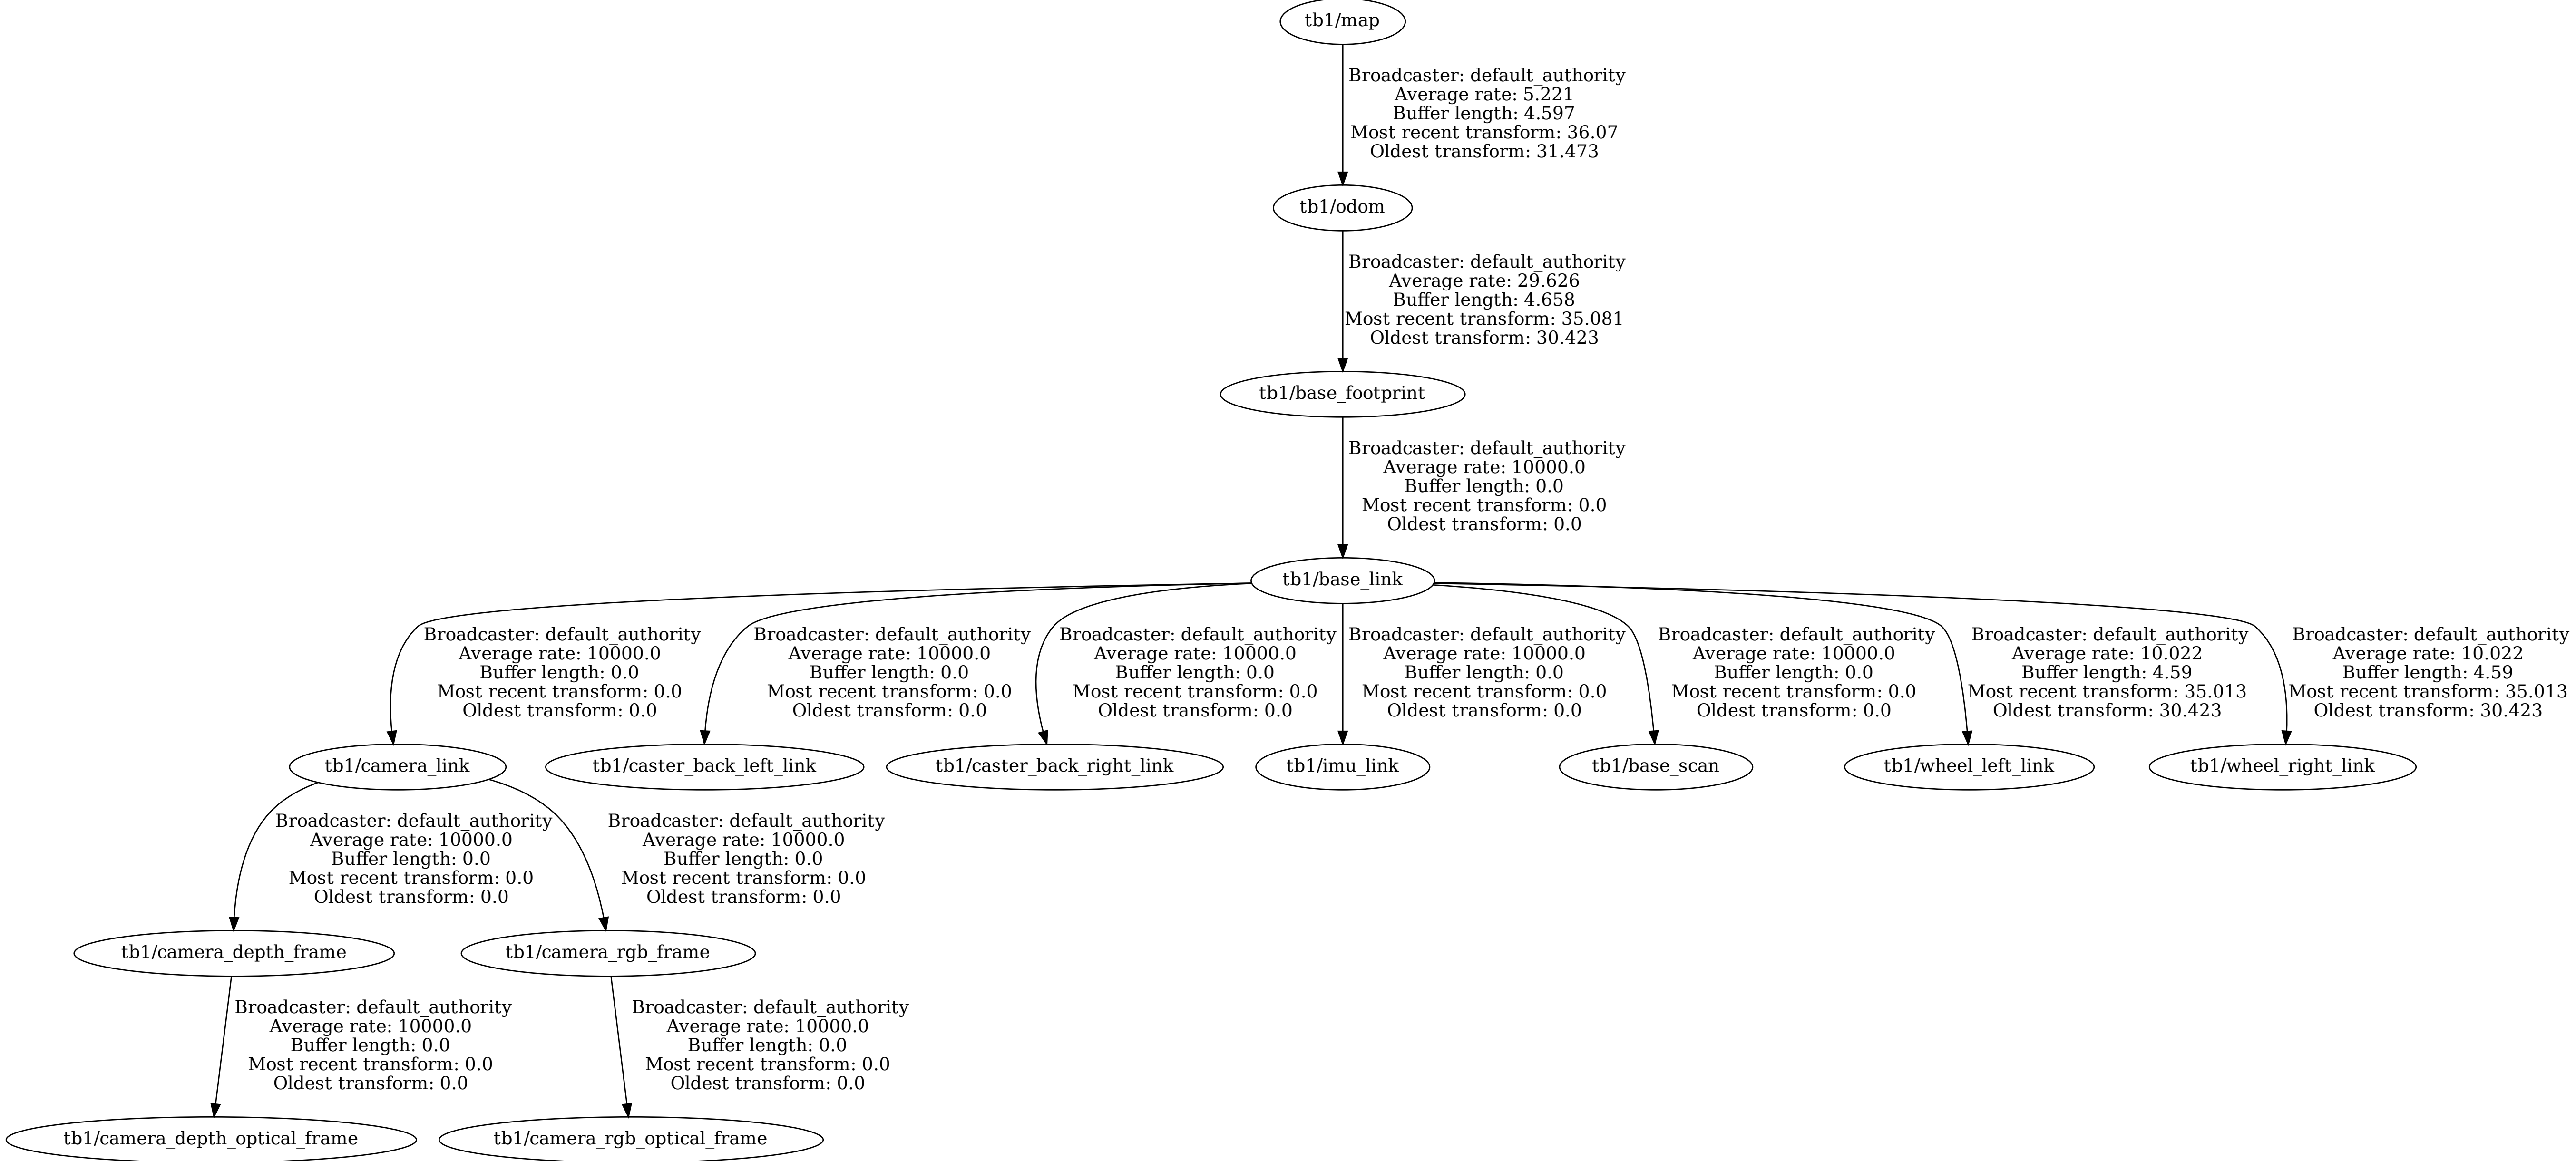 tb1/map
Broadcaster: default_authority
Average rate: 5.221
Buffer length: 4.597
Most recent transform: 36.07
Oldest transform: 31.473
tb1/odom
Broadcaster: default_authority
Average rate: 29.626
Buffer length: 4.658
Most recent transform: 35.081
Oldest transform: 30.423
tb1/base_footprint
Broadcaster: default_authority
Average rate: 10000.0
Buffer length: 0.0
Most recent transform: 0.0
Oldest transform: 0.0
tb1/base_link
Broadcaster: default_authority
Average rate: 10000.0
Buffer length: 0.0
Most recent transform: 0.0
Oldest transform: 0.0
Broadcaster: default_authority
Average rate: 10000.0
Buffer length: 0.0
Most recent transform: 0.0
Oldest transform: 0.0
Broadcaster: default_authority
Average rate: 10000.0
Buffer length: 0.0
Most recent transform: 0.0
Oldest transform: 0.0
Broadcaster: default_authority
Average rate: 10000.0
Buffer length: 0.0
Most recent transform: 0.0
Oldest transform: 0.0
Broadcaster: default_authority
Average rate: 10000.0
Buffer length: 0.0
Most recent transform: 0.0
Oldest transform: 0.0
Broadcaster: default_authority
Average rate: 10.022
Buffer length: 4.59
Most recent transform: 35.013
Oldest transform: 30.423
Broadcaster: default_authority
Average rate: 10.022
Buffer length: 4.59
Most recent transform: 35.013
Oldest transform: 30.423
tb1/camera_link
tb1/caster_back_left_link
tb1/caster_back_right_link
tb1/imu_link
tb1/base_scan
tb1/wheel_left_link
tb1/wheel_right_link
Broadcaster: default_authority
Average rate: 10000.0
Buffer length: 0.0
Most recent transform: 0.0
Oldest transform: 0.0
Broadcaster: default_authority
Average rate: 10000.0
Buffer length: 0.0
Most recent transform: 0.0
Oldest transform: 0.0
tb1/camera_depth_frame
tb1/camera_rgb_frame
Broadcaster: default_authority
Average rate: 10000.0
Buffer length: 0.0
Most recent transform: 0.0
Oldest transform: 0.0
Broadcaster: default_authority
Average rate: 10000.0
Buffer length: 0.0
Most recent transform: 0.0
Oldest transform: 0.0
tb1/camera_depth_optical_frame
tb1/camera_rgb_optical_frame